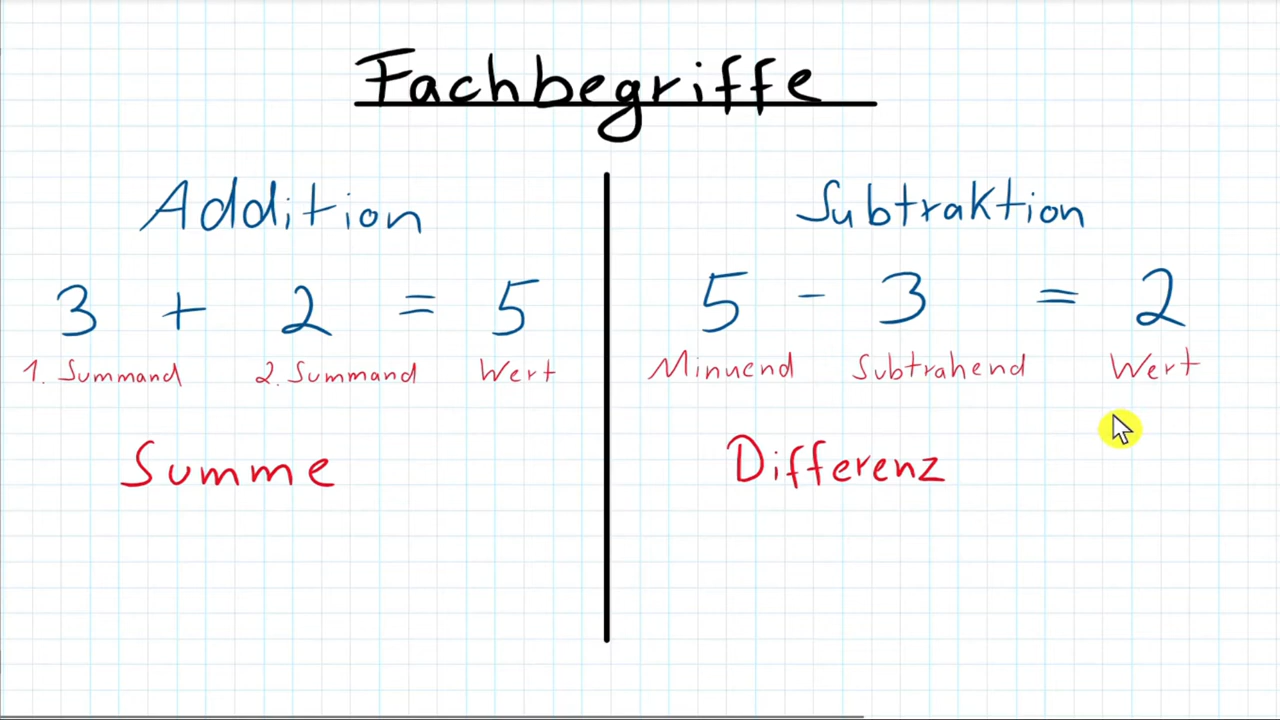 Fachbegriffe
Addition
3 + 2 = 5
1. Summand 2. Summand Wert
Summe
Subtraktion
5 - 3 = 2
Minuend Subtrahend Wert
Differenz